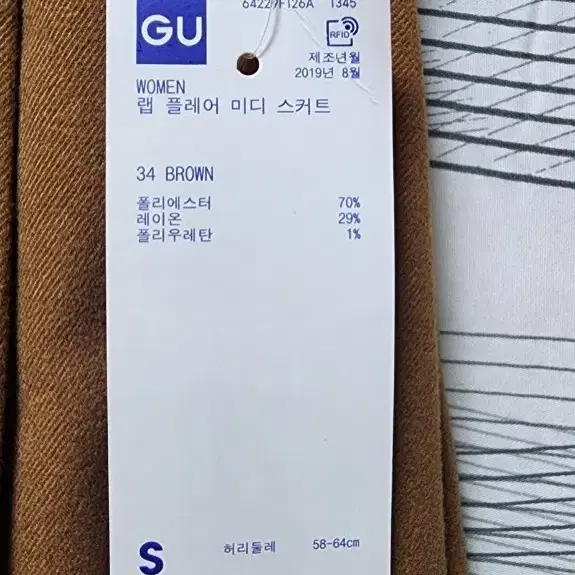 1345
GU
RFID
제조년월
2019년 8월
WOMEN
랩 플레어 미디 스커트
34 BROWN
폴리에스터 70%
레이온 29%
폴리우레탄 1%
S 허리둘레 58-64cm